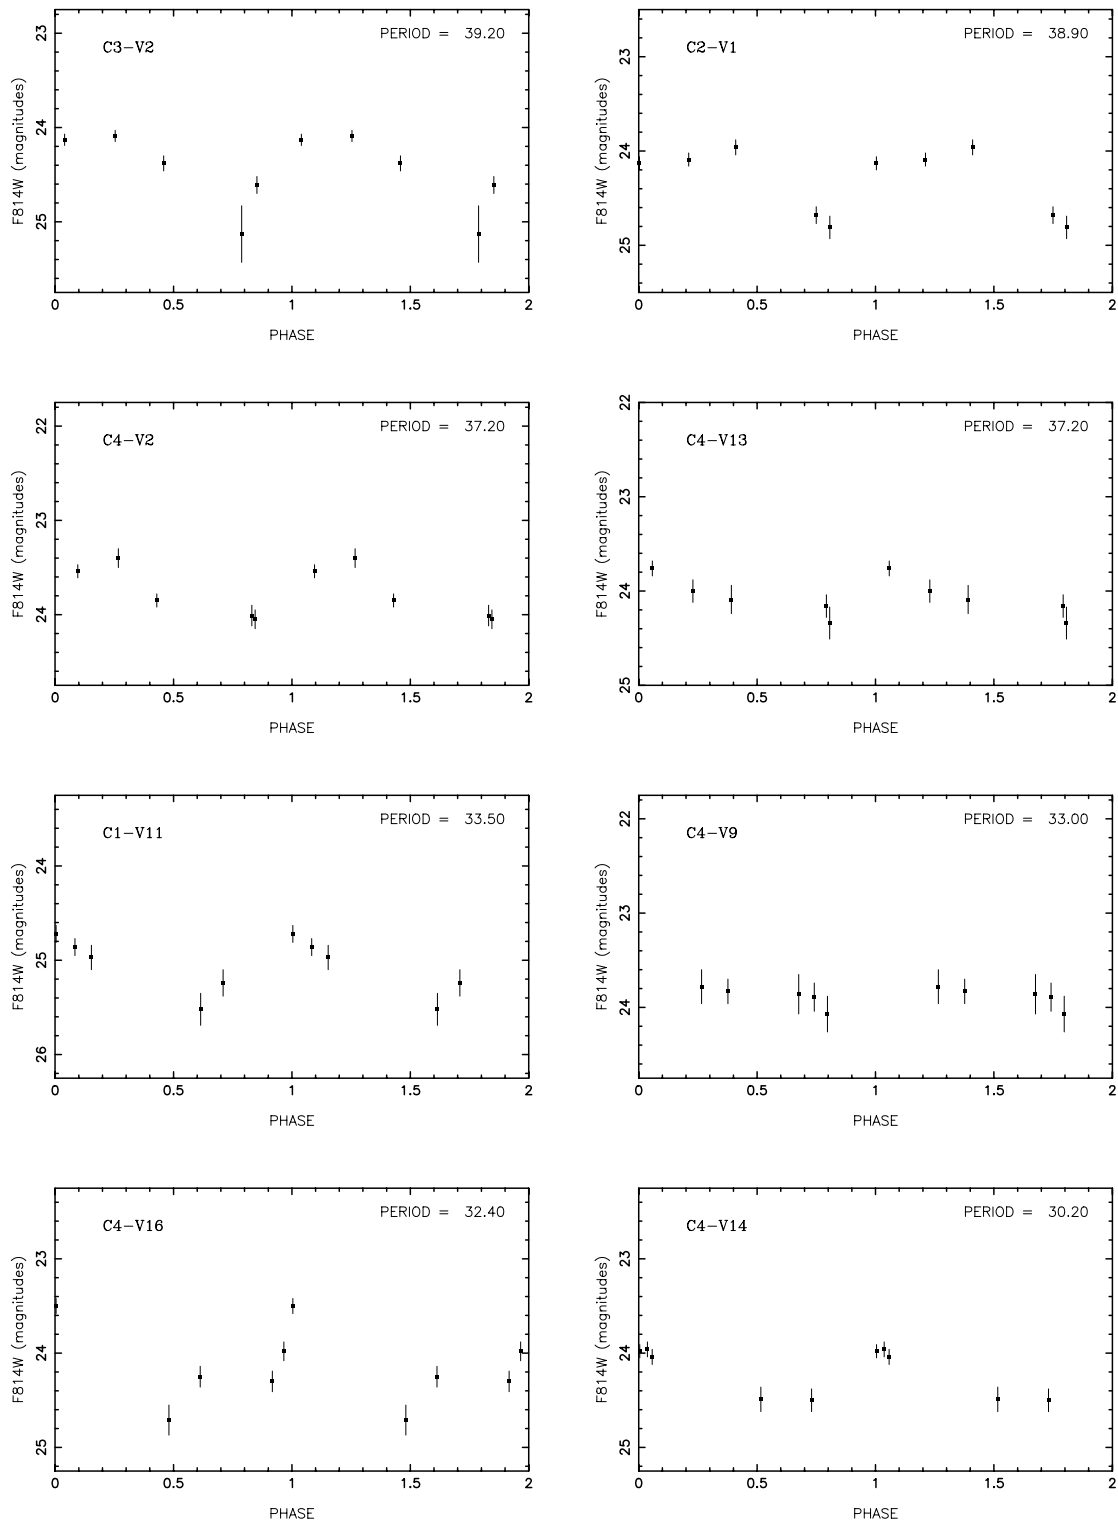 C3-V2
PERIOD = 39.20
23
24
25
F814W (magnitudes)
0 0.5 1 1.5 2
PHASE
C2-V1
PERIOD = 38.90
23
24
25
F814W (magnitudes)
0 0.5 1 1.5 2
PHASE
C4-V2
PERIOD = 37.20
22
23
24
F814W (magnitudes)
0 0.5 1 1.5 2
PHASE
C4-V13
PERIOD = 37.20
22
23
24
25
F814W (magnitudes)
0 0.5 1 1.5 2
PHASE
C1-V11
PERIOD = 33.50
24
25
26
F814W (magnitudes)
0 0.5 1 1.5 2
PHASE
C4-V9
PERIOD = 33.00
22
23
24
F814W (magnitudes)
0 0.5 1 1.5 2
PHASE
C4-V16
PERIOD = 32.40
23
24
25
F814W (magnitudes)
0 0.5 1 1.5 2
PHASE
C4-V14
PERIOD = 30.20
23
24
25
F814W (magnitudes)
0 0.5 1 1.5 2
PHASE